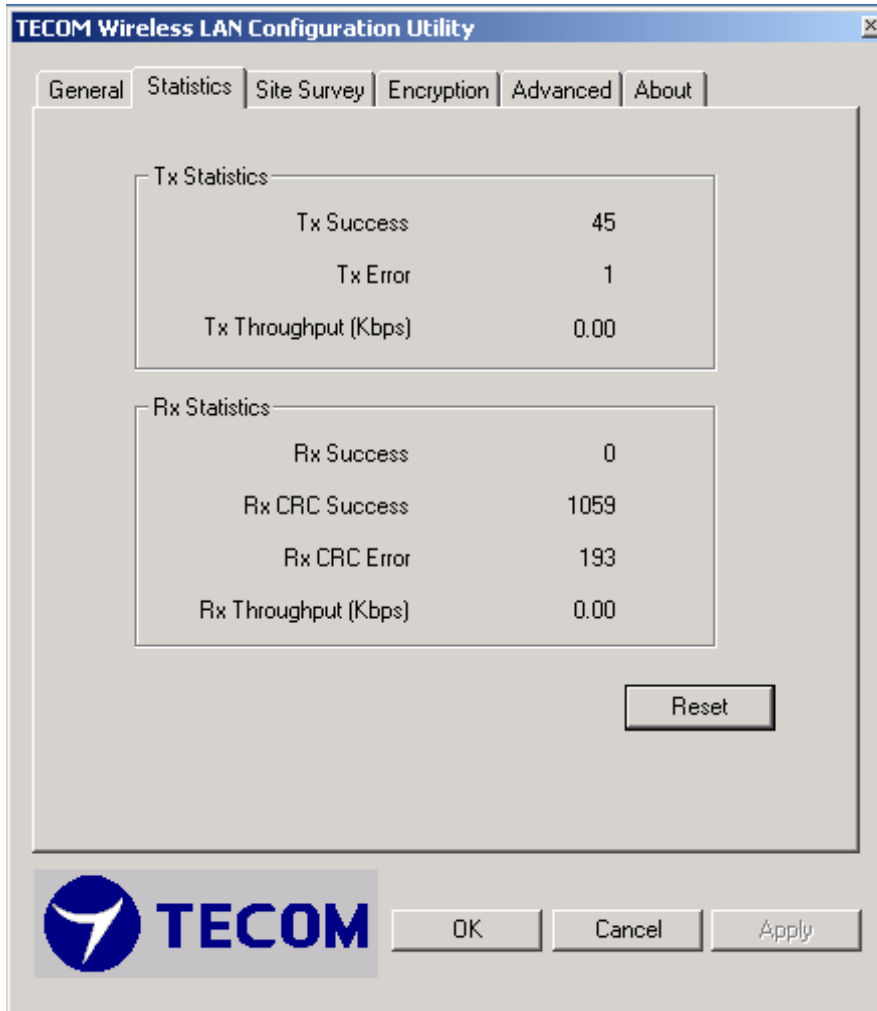 TECOM Wireless LAN Configuration Utility
General Statistics Site Survey Encryption Advanced About
Tx Statistics
Tx Success 45
Tx Error 1
Tx Throughput (Kbps) 0.00
Rx Statistics
Rx Success 0
Rx CRC Success 1059
Rx CRC Error 193
Rx Throughput (Kbps) 0.00
Reset
TECOM OK Cancel Apply